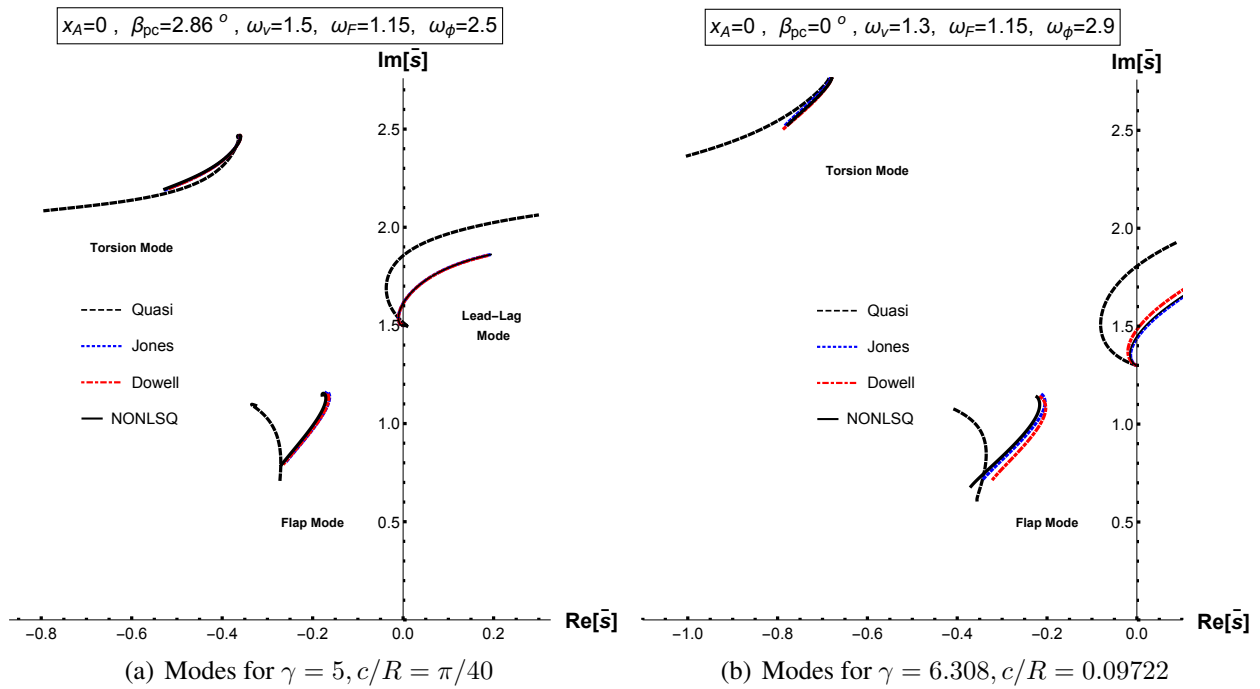 x_A=0 , β_pc=2.86 ° , ω_v=1.5, ω_F=1.15, ω_ϕ=2.5
Im[s̄]
2.5
2.0
1.5
1.0
0.5
−0.8 −0.6 −0.4 −0.2 0.0 0.2
Re[s̄]
Torsion Mode
Lead−Lag
Mode
Flap Mode
Quasi
Jones
Dowell
NONLSQ
(a) Modes for γ = 5, c/R = π/40
x_A=0 , β_pc=0 ° , ω_v=1.3, ω_F=1.15, ω_ϕ=2.9
Im[s̄]
2.5
2.0
1.5
1.0
0.5
−1.0 −0.8 −0.6 −0.4 −0.2 0.0
Re[s̄]
Torsion Mode
Flap Mode
Quasi
Jones
Dowell
NONLSQ
(b) Modes for γ = 6.308, c/R = 0.09722